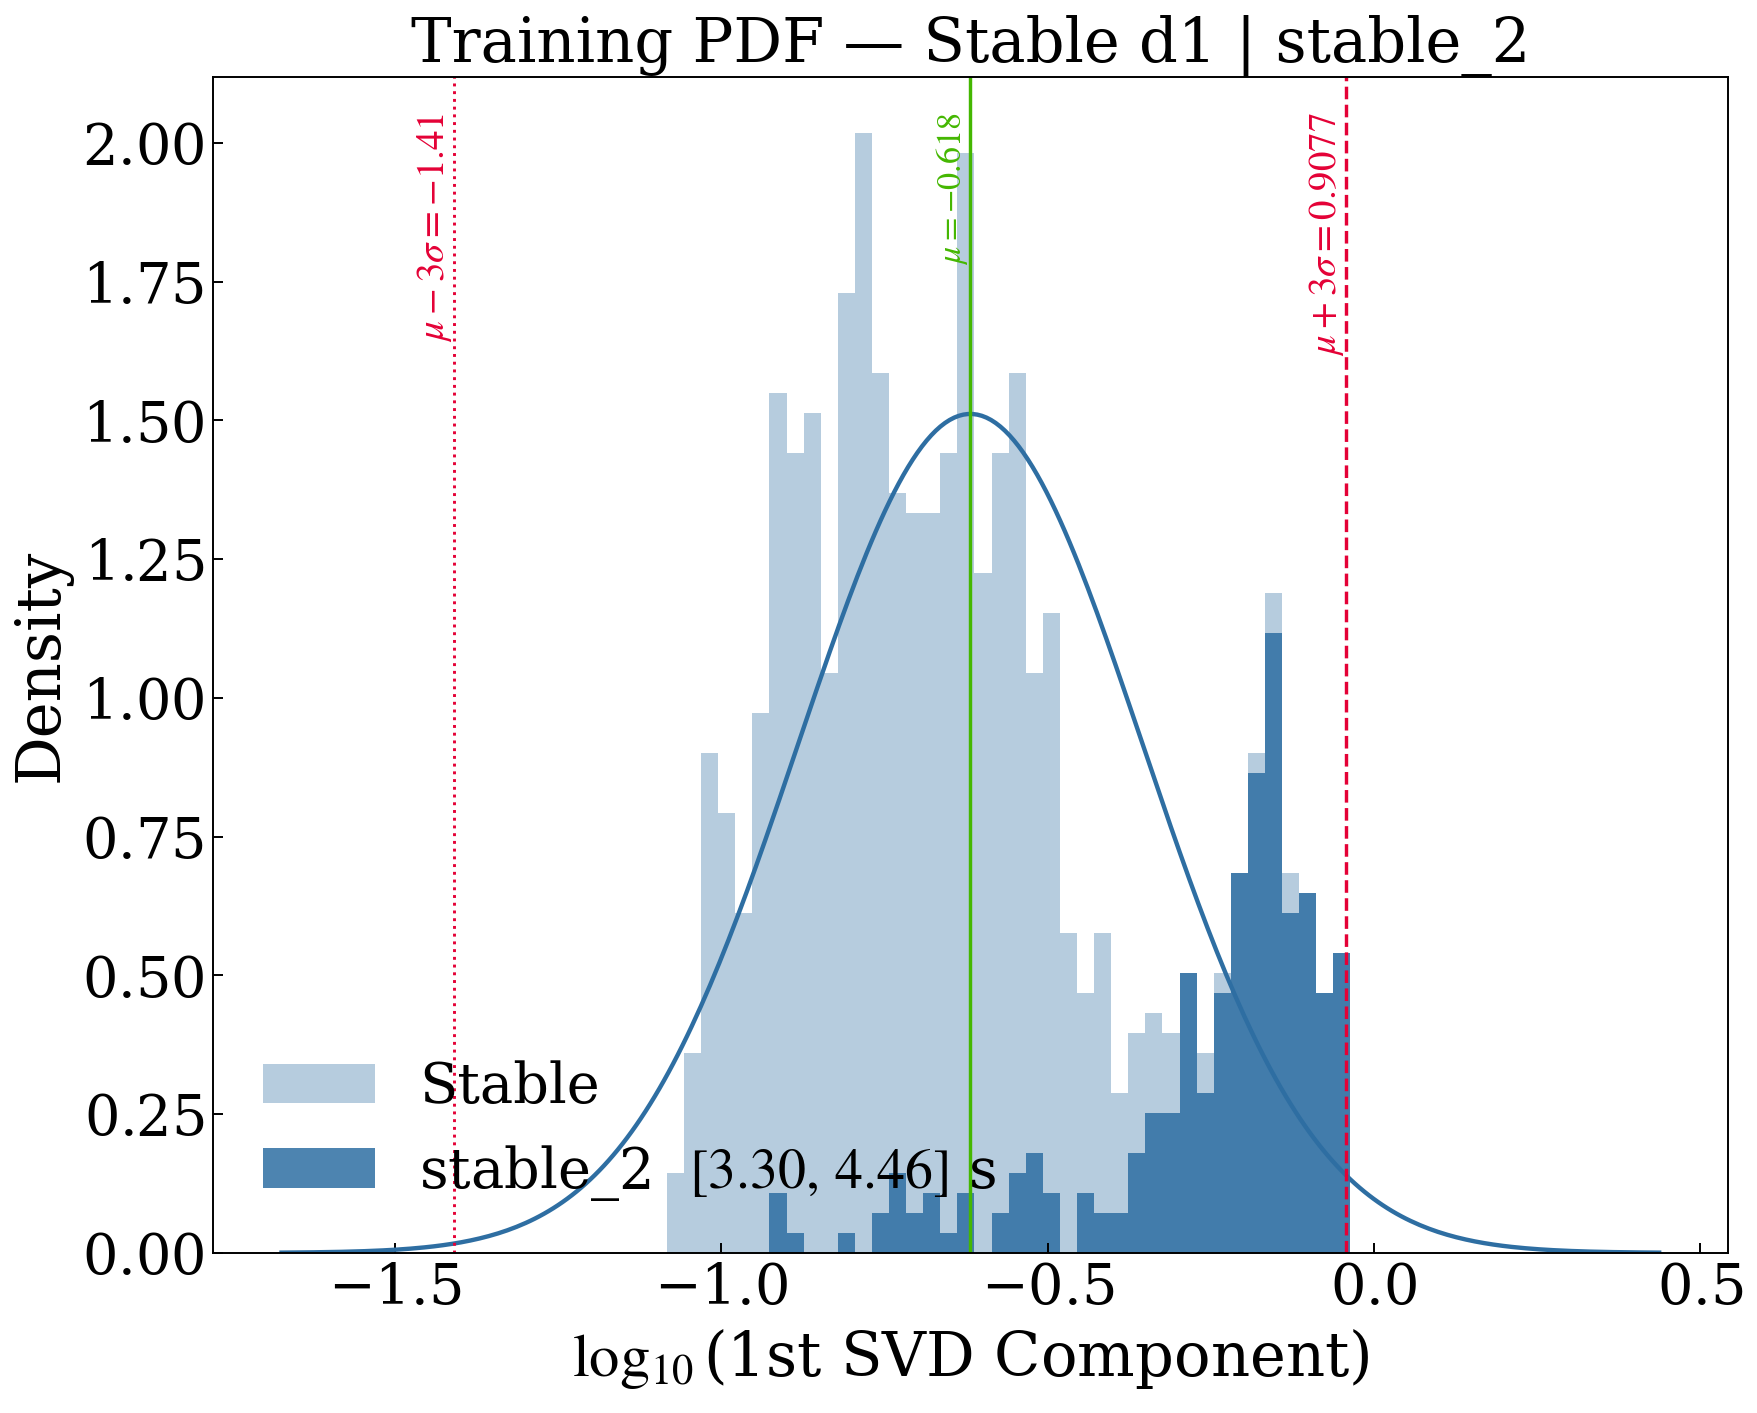 Training PDF — Stable d1 | stable_2
μ − 3σ = −1.41
μ = −0.618
μ + 3σ = 0.9077
Density
2.00
1.75
1.50
1.25
1.00
0.75
0.50
0.25
0.00
Stable
stable_2 [3.30, 4.46] s
−1.5
−1.0
−0.5
0.0
0.5
log₁₀ (1st SVD Component)